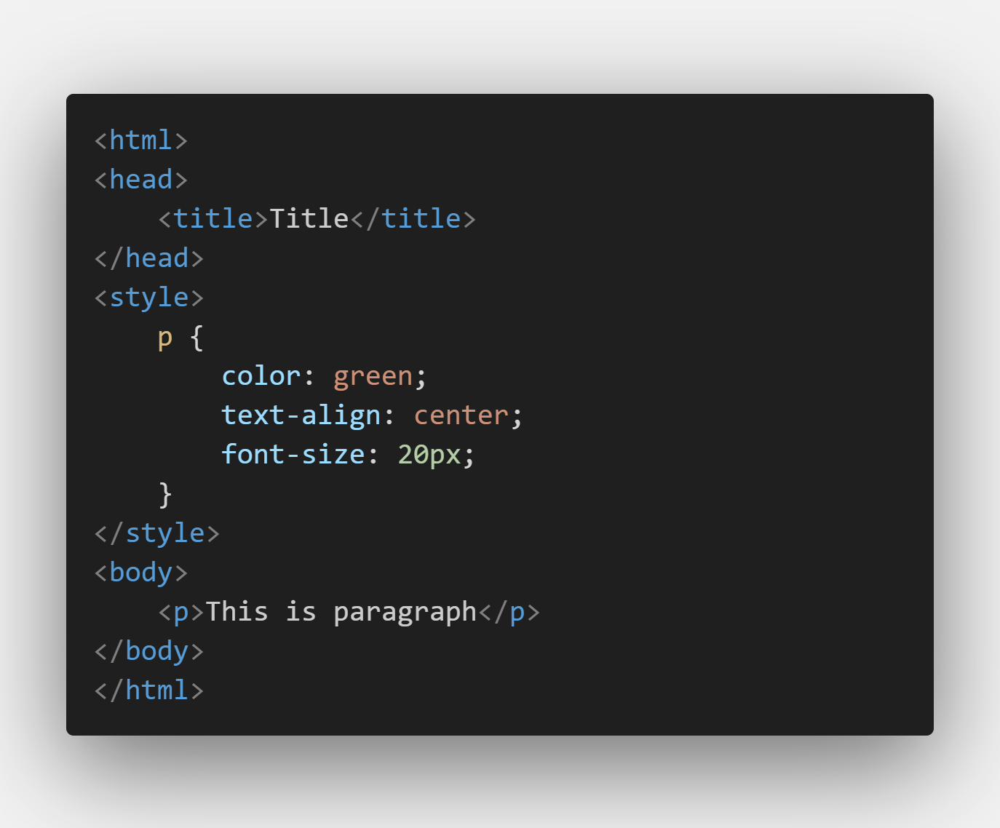 <html>
<head>
    <title>Title</title>
</head>
<style>
    p {
        color: green;
        text-align: center;
        font-size: 20px;
    }
</style>
<body>
    <p>This is paragraph</p>
</body>
</html>